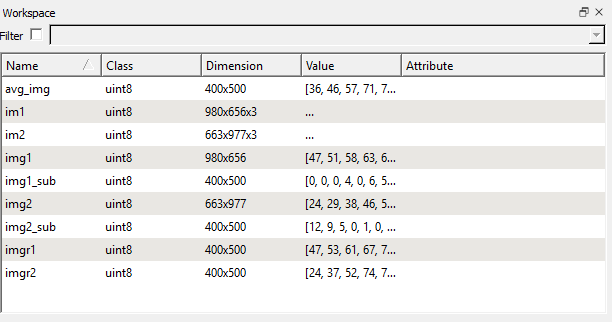 Workspace
Filter
Name Class Dimension Value Attribute
avg_img uint8 400x500 [36, 46, 57, 71, 7...
im1 uint8 980x656x3 ...
im2 uint8 663x977x3 ...
img1 uint8 980x656 [47, 51, 58, 63, 6...
img1_sub uint8 400x500 [0, 0, 0, 4, 0, 6, 5...
img2 uint8 663x977 [24, 29, 38, 46, 5...
img2_sub uint8 400x500 [12, 9, 5, 0, 1, 0, ...
imgr1 uint8 400x500 [47, 53, 61, 67, 7...
imgr2 uint8 400x500 [24, 37, 52, 74, 7...